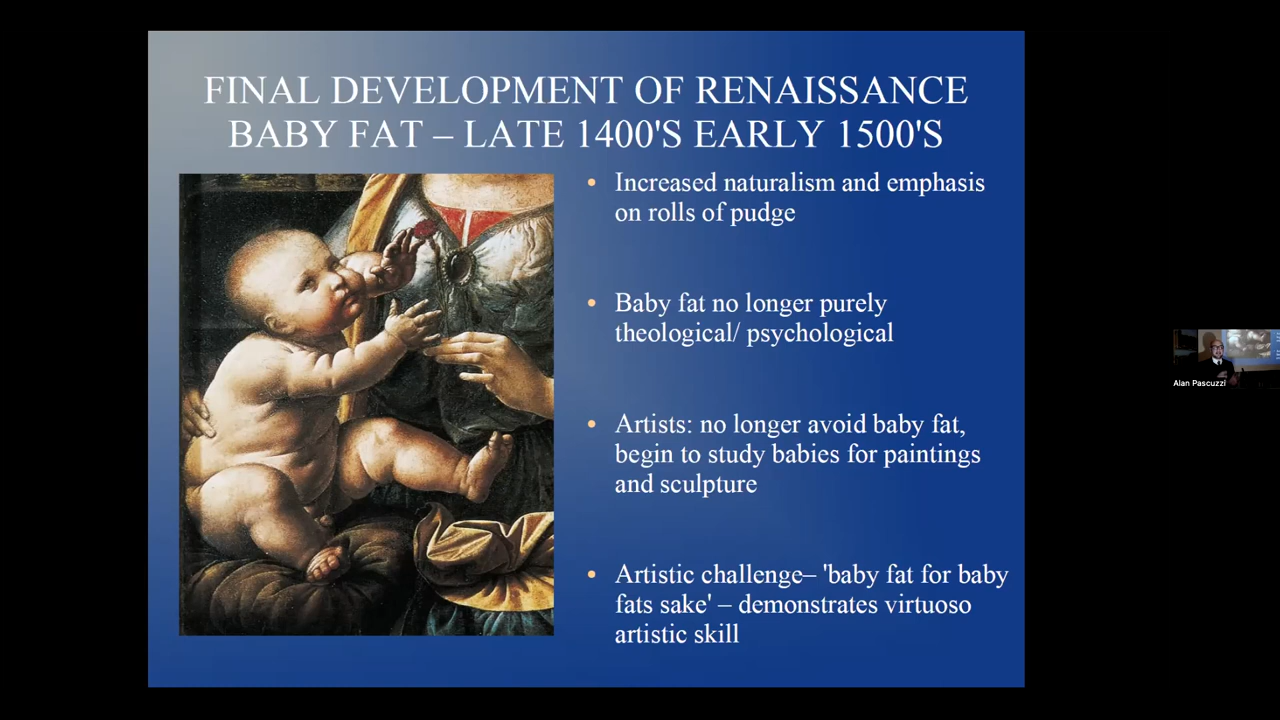 FINAL DEVELOPMENT OF RENAISSANCE
BABY FAT – LATE 1400'S EARLY 1500'S
• Increased naturalism and emphasis
on rolls of pudge
• Baby fat no longer purely
theological/ psychological
• Artists: no longer avoid baby fat,
begin to study babies for paintings
and sculpture
• Artistic challenge– 'baby fat for baby
fats sake' – demonstrates virtuoso
artistic skill
Alan Pascuzzi